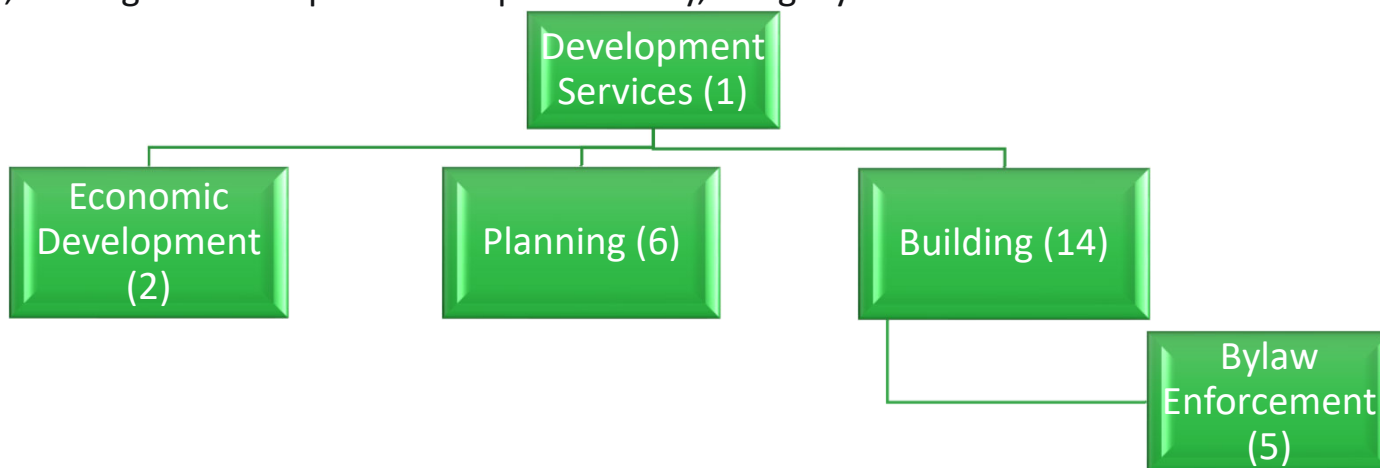 Development
Services (1)
Economic
Development
(2)
Planning (6)
Building (14)
Bylaw
Enforcement
(5)